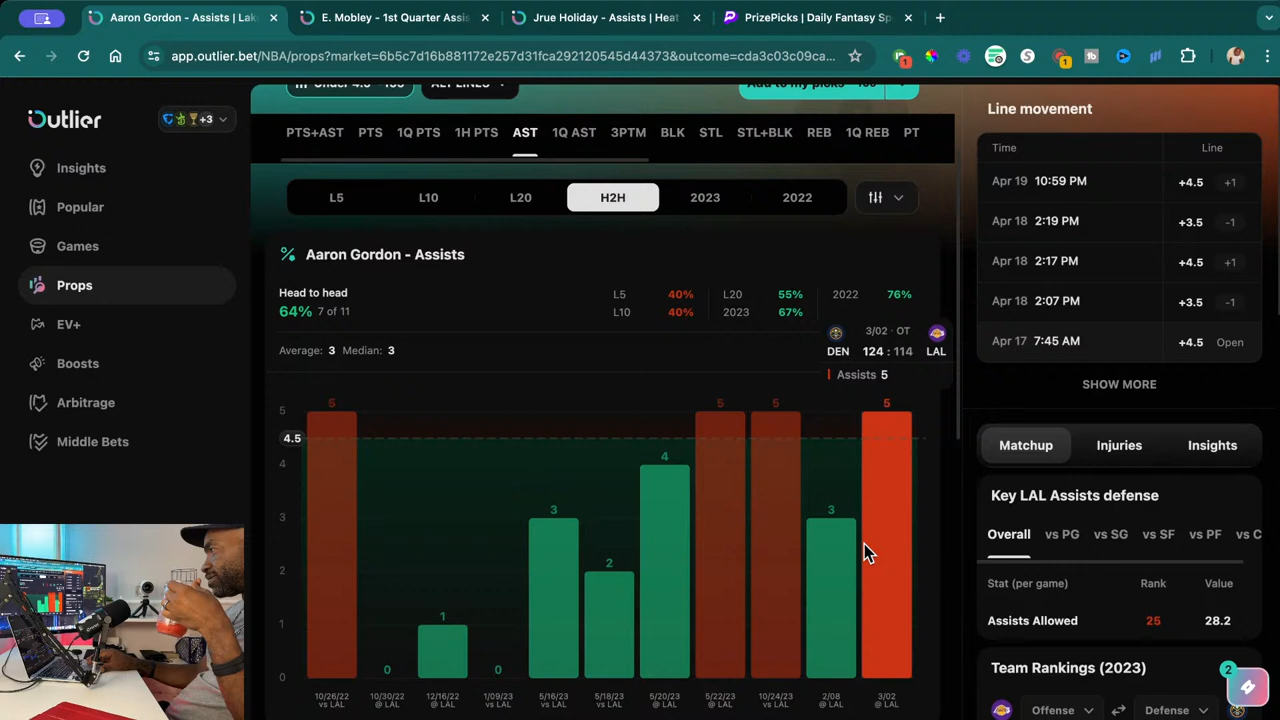 Aaron Gordon - Assists | Lake
E. Mobley - 1st Quarter Assis
Jrue Holiday - Assists | Heat
PrizePicks | Daily Fantasy Sp
app.outlier.bet/NBA/props?market=6b5c7d16b881172e257d31fca292120545d44373&outcome=cda3c03c09ca...
Outlier
+3
Insights
Popular
Games
Props
EV+
Boosts
Arbitrage
Middle Bets
PTS+AST PTS 1Q PTS 1H PTS AST 1Q AST 3PTM BLK STL STL+BLK REB 1Q REB PT
L5 L10 L20 H2H 2023 2022
Aaron Gordon - Assists
Head to head
64% 7 of 11
L5 40% L20 55% 2022 76%
L10 40% 2023 67%
Average: 3 Median: 3
3/02 · OT
DEN 124 : 114 LAL
Assists 5
5 5 5 5
5
4.5
4
4
3
3 3
2
2
1
1
0 0
0
10/26/22 10/30/22 12/16/22 1/09/23 5/16/23 5/18/23 5/20/23 5/22/23 10/24/23 2/08 3/02
vs LAL @ LAL vs LAL vs LAL vs LAL vs LAL @ LAL @ LAL vs LAL @ LAL @ LAL
Line movement
Time Line
Apr 19 10:59 PM +4.5 +1
Apr 18 2:19 PM +3.5 -1
Apr 18 2:17 PM +4.5 +1
Apr 18 2:07 PM +3.5 -1
Apr 17 7:45 AM +4.5 Open
SHOW MORE
Matchup Injuries Insights
Key LAL Assists defense
Overall vs PG vs SG vs SF vs PF vs C
Stat (per game) Rank Value
Assists Allowed 25 28.2
Team Rankings (2023)
Offense Defense
2